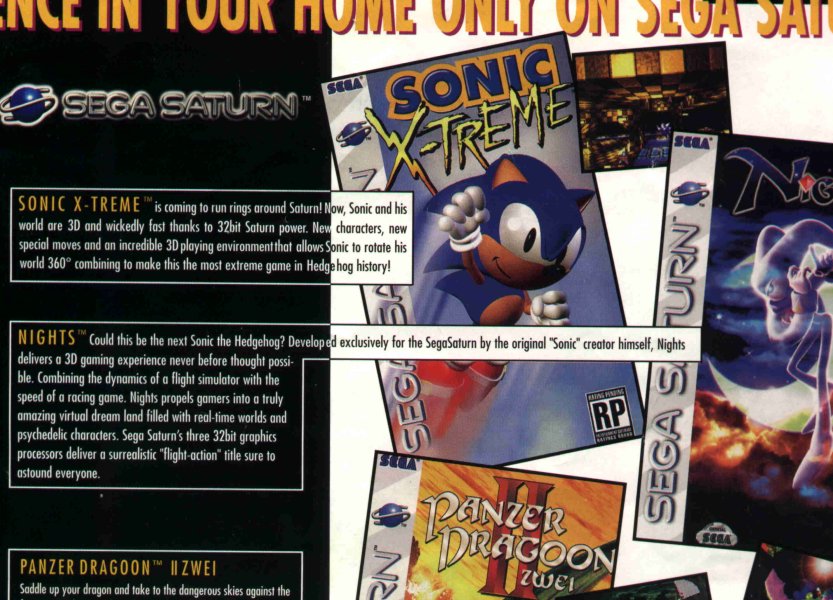 ENCE IN YOUR HOME ONLY ON SEGA SATU
SEGA SATURN™
SONIC X-TREME™ is coming to run rings around Saturn! Now, Sonic and his
world are 3D and wickedly fast thanks to 32bit Saturn power. New characters, new
special moves and an incredible 3D playing environment that allows Sonic to rotate his
world 360° combining to make this the most extreme game in Hedgehog history!
NIGHTS™ Could this be the next Sonic the Hedgehog? Developed exclusively for the SegaSaturn by the original "Sonic" creator himself, Nights
delivers a 3D gaming experience never before thought possi-
ble. Combining the dynamics of a flight simulator with the
speed of a racing game. Nights propels gamers into a truly
amazing virtual dream land filled with real-time worlds and
psychedelic characters. Sega Saturn's three 32bit graphics
processors deliver a surrealistic "flight-action" title sure to
astound everyone.
PANZER DRAGOON™ II ZWEI
Saddle up your dragon and take to the dangerous skies against the
SEGA
SONIC
X-TREME
SEGA SA
RATING PENDING
RP
RATINGS BOARD
SEGA
NIG
SEGA SATURN
SEGA
SEGA
PANZER
DRAGOON
II
ZWEI
RN